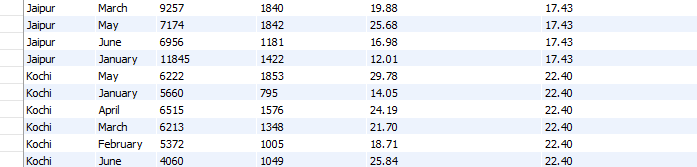 Jaipur March 9257 1840 19.88 17.43
Jaipur May 7174 1842 25.68 17.43
Jaipur June 6956 1181 16.98 17.43
Jaipur January 11845 1422 12.01 17.43
Kochi May 6222 1853 29.78 22.40
Kochi January 5660 795 14.05 22.40
Kochi April 6515 1576 24.19 22.40
Kochi March 6213 1348 21.70 22.40
Kochi February 5372 1005 18.71 22.40
Kochi June 4060 1049 25.84 22.40